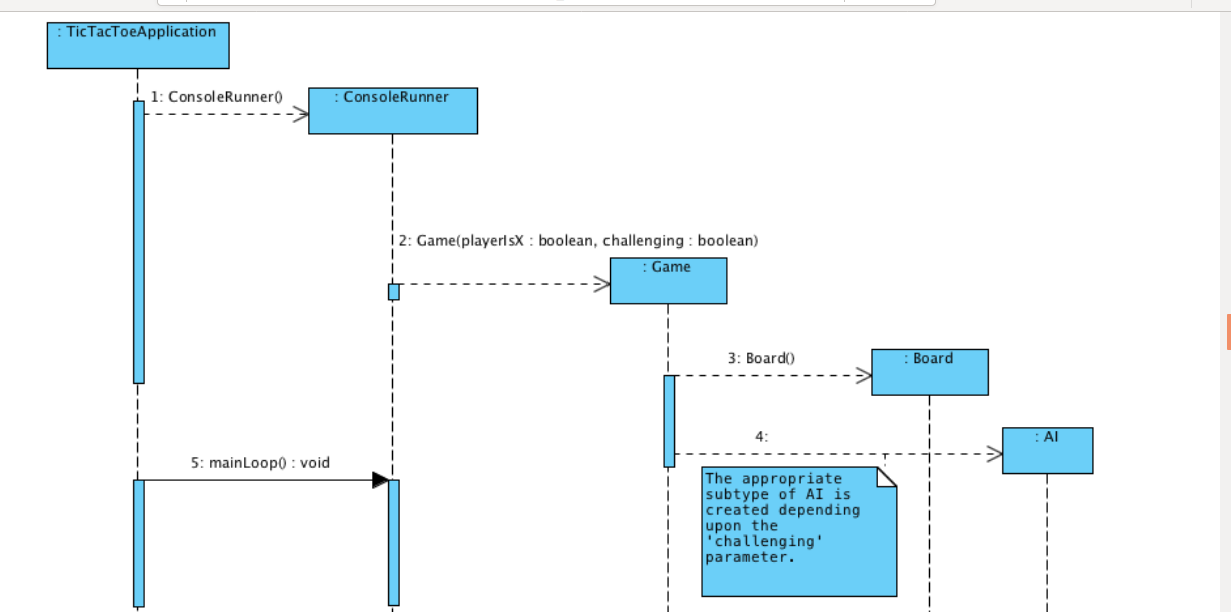 : TicTacToeApplication
1: ConsoleRunner()
: ConsoleRunner
2: Game(playerIsX : boolean, challenging : boolean)
: Game
3: Board()
: Board
4:
: AI
5: mainLoop() : void
The appropriate
subtype of AI is
created depending
upon the
'challenging'
parameter.